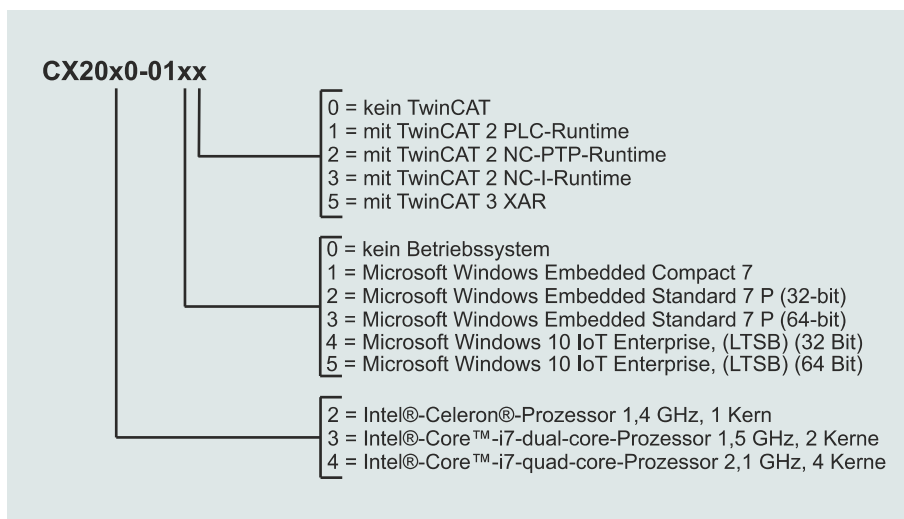 CX20x0-01xx
0 = kein TwinCAT
1 = mit TwinCAT 2 PLC-Runtime
2 = mit TwinCAT 2 NC-PTP-Runtime
3 = mit TwinCAT 2 NC-I-Runtime
5 = mit TwinCAT 3 XAR
0 = kein Betriebssystem
1 = Microsoft Windows Embedded Compact 7
2 = Microsoft Windows Embedded Standard 7 P (32-bit)
3 = Microsoft Windows Embedded Standard 7 P (64-bit)
4 = Microsoft Windows 10 IoT Enterprise, (LTSB) (32 Bit)
5 = Microsoft Windows 10 IoT Enterprise, (LTSB) (64 Bit)
2 = Intel®-Celeron®-Prozessor 1,4 GHz, 1 Kern
3 = Intel®-Core™-i7-dual-core-Prozessor 1,5 GHz, 2 Kerne
4 = Intel®-Core™-i7-quad-core-Prozessor 2,1 GHz, 4 Kerne